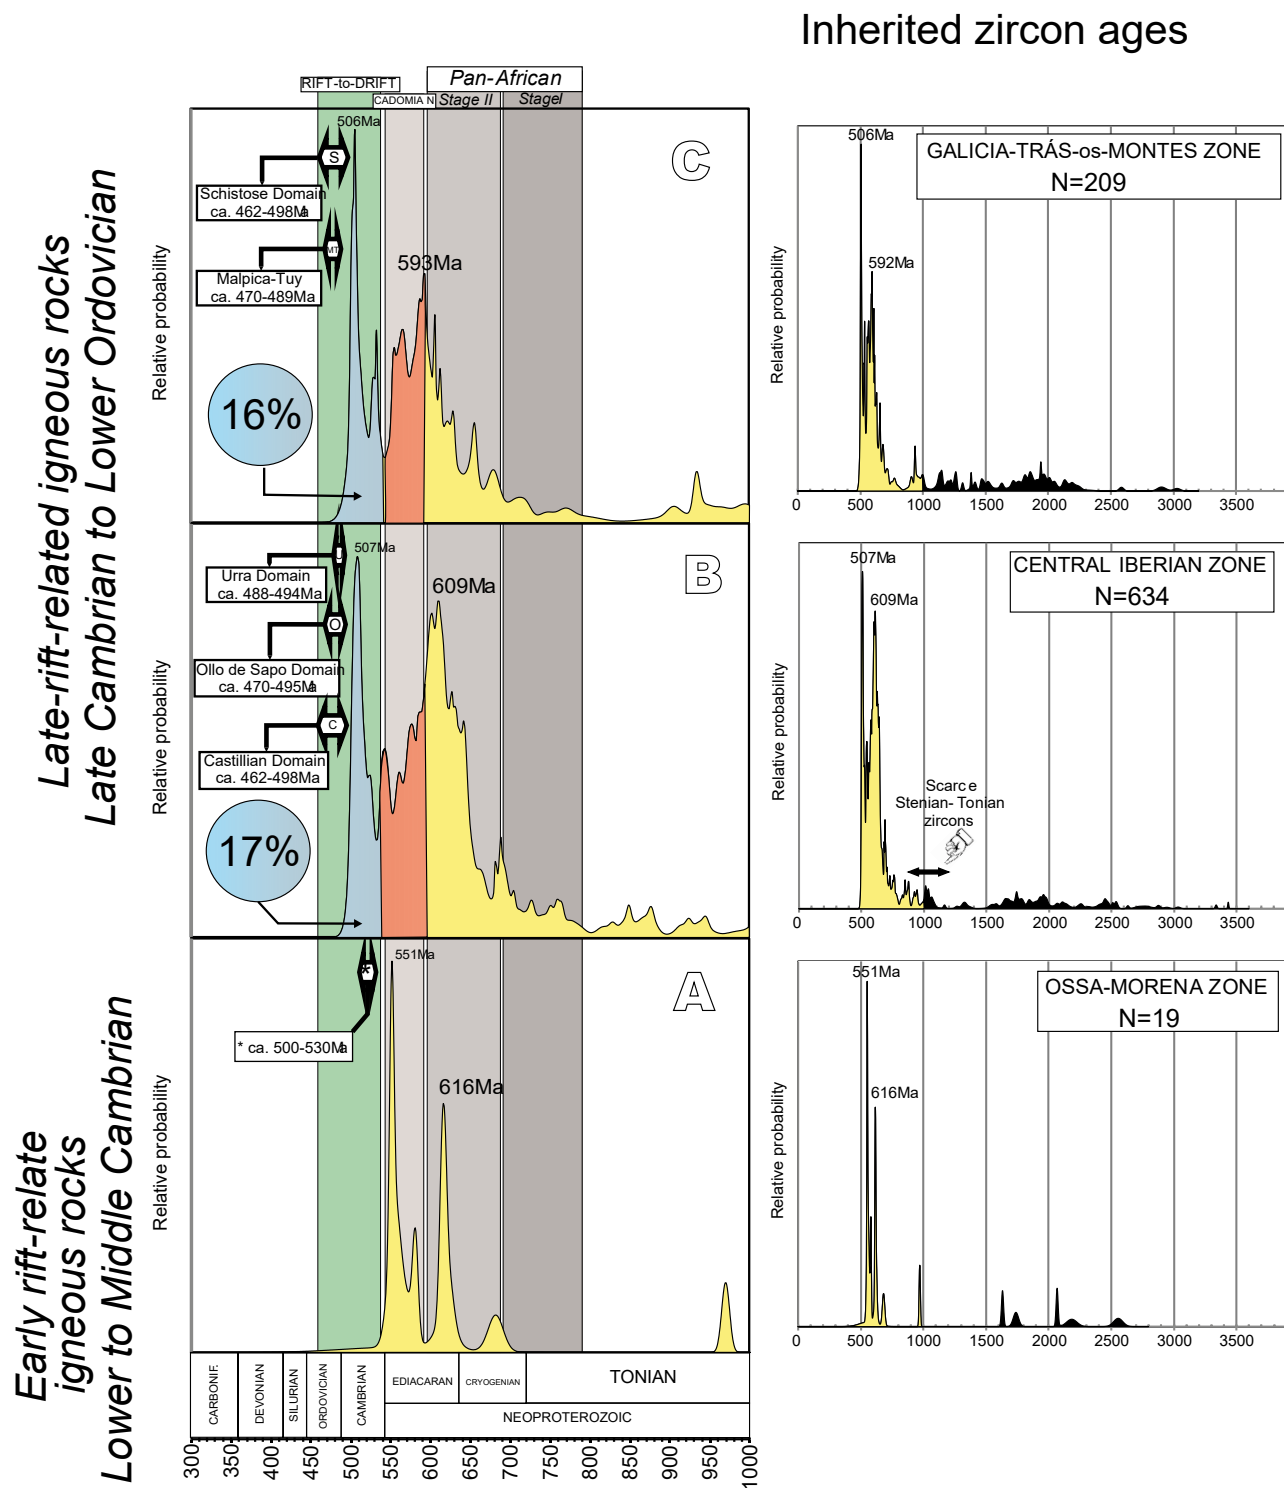 Inherited zircon ages
Late-rift-related igneous rocks
Late Cambrian to Lower Ordovician
Early rift-relate
igneous rocks
Lower to Middle Cambrian
RIFT-to-DRIFT
CADOMIA N
Pan-African
Stage II
StageI
Relative probability
506Ma
S
Schistose Domain
ca. 462-498Ma
MT
Malpica-Tuy
ca. 470-489Ma
593Ma
16%
C
Relative probability
U
507Ma
Urra Domain
ca. 488-494Ma
O
Ollo de Sapo Domain
ca. 470-495Ma
C
Castillian Domain
ca. 462-498Ma
609Ma
17%
B
Relative probability
*
551Ma
* ca. 500-530Ma
616Ma
A
CARBONIF.
DEVONIAN
SILURIAN
ORDOVICIAN
CAMBRIAN
EDIACARAN
CRYOGENIAN
TONIAN
NEOPROTEROZOIC
300 350 400 450 500 550 600 650 700 750 800 850 900 950 1000
Relative probability
506Ma
592Ma
GALICIA-TRÁS-os-MONTES ZONE
N=209
0 500 1000 1500 2000 2500 3000 3500
Relative probability
507Ma
609Ma
CENTRAL IBERIAN ZONE
N=634
Scarce
Stenian- Tonian
zircons
0 500 1000 1500 2000 2500 3000 3500
Relative probability
551Ma
616Ma
OSSA-MORENA ZONE
N=19
0 500 1000 1500 2000 2500 3000 3500